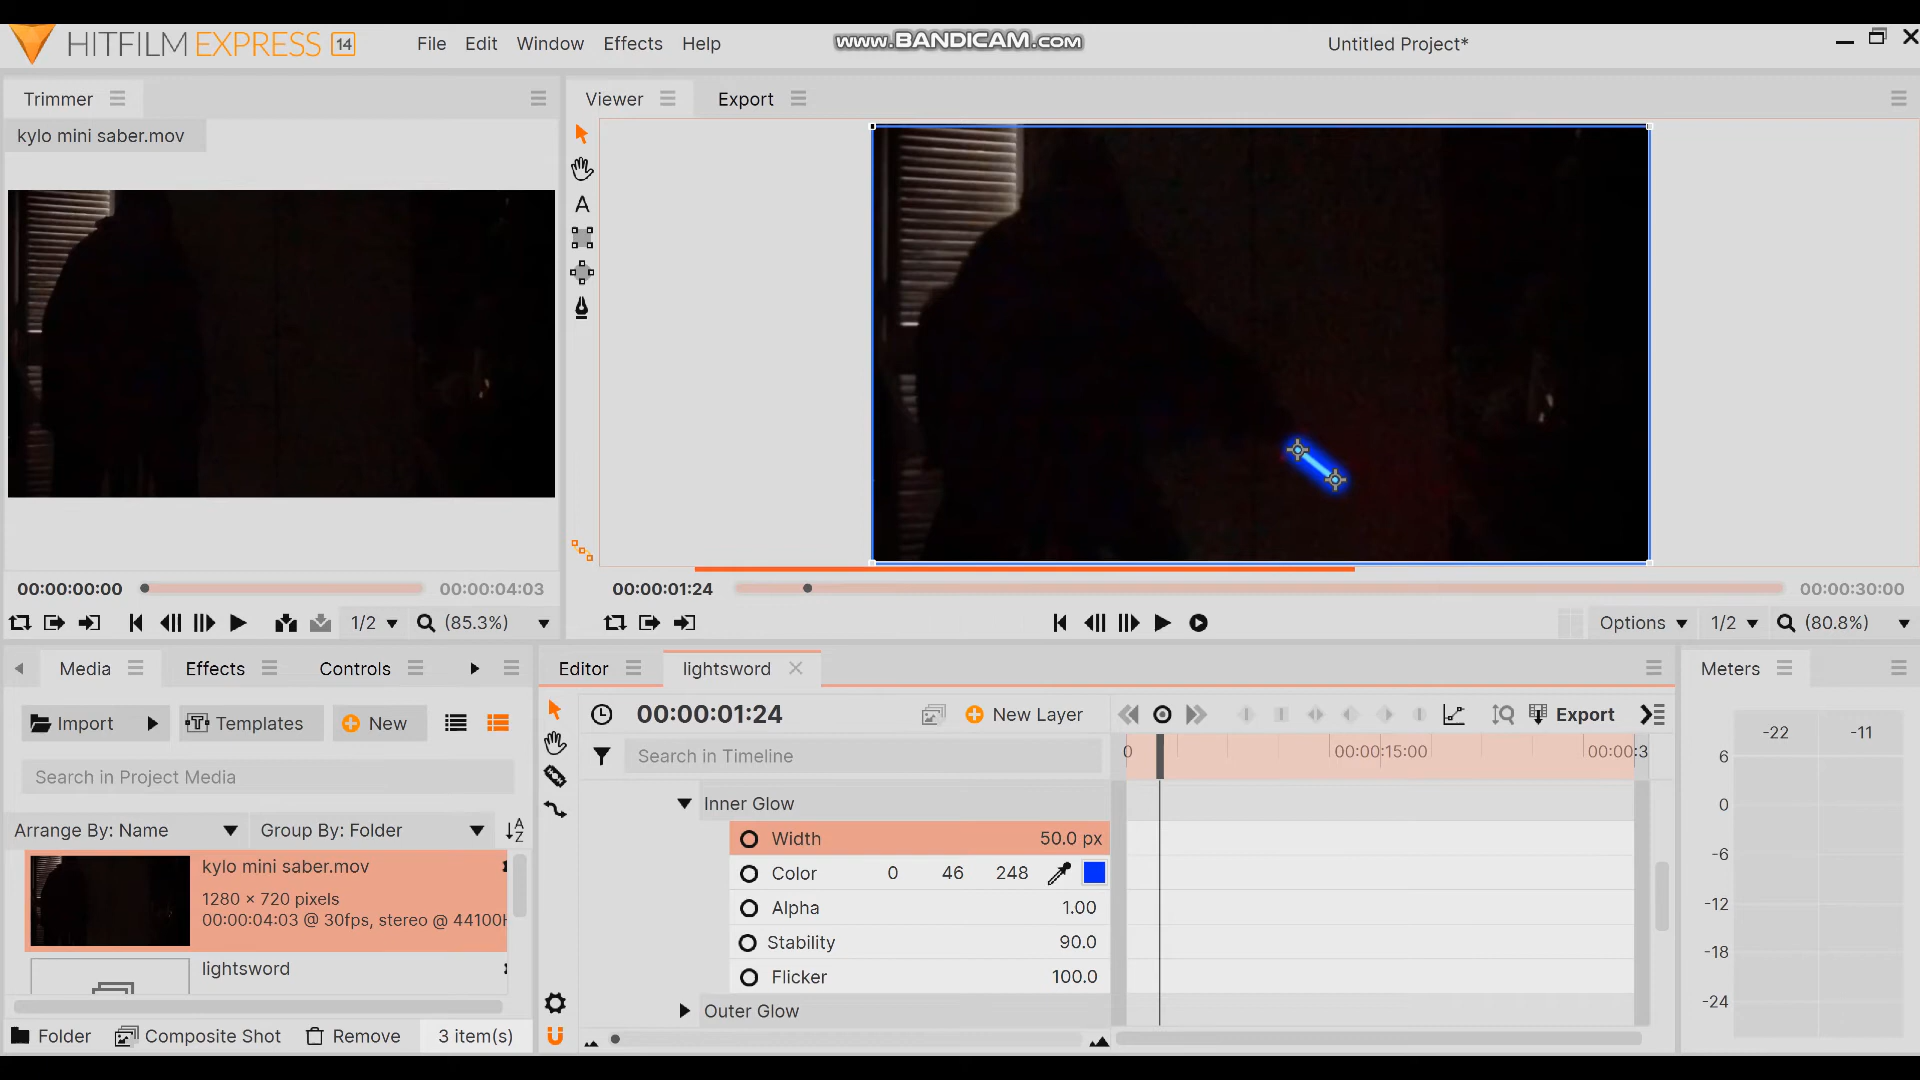 HITFILM EXPRESS 14
File Edit Window Effects Help
www.BANDICAM.COM
Untitled Project*
Trimmer
kylo mini saber.mov
Viewer
Export
A
00:00:00:00
00:00:04:03
1/2
(85.3%)
00:00:01:24
00:00:30:00
Options
1/2
(80.8%)
Media
Effects
Controls
Import
Templates
New
Search in Project Media
Arrange By: Name
Group By: Folder
kylo mini saber.mov
1280 × 720 pixels
00:00:04:03 @ 30fps, stereo @ 44100H
lightsword
Folder
Composite Shot
Remove
3 item(s)
Editor
lightsword
00:00:01:24
New Layer
Export
Search in Timeline
0
00:00:15:00
00:00:3
Inner Glow
Width 50.0 px
Color 0 46 248
Alpha 1.00
Stability 90.0
Flicker 100.0
Outer Glow
Meters
-22 -11
6
0
-6
-12
-18
-24